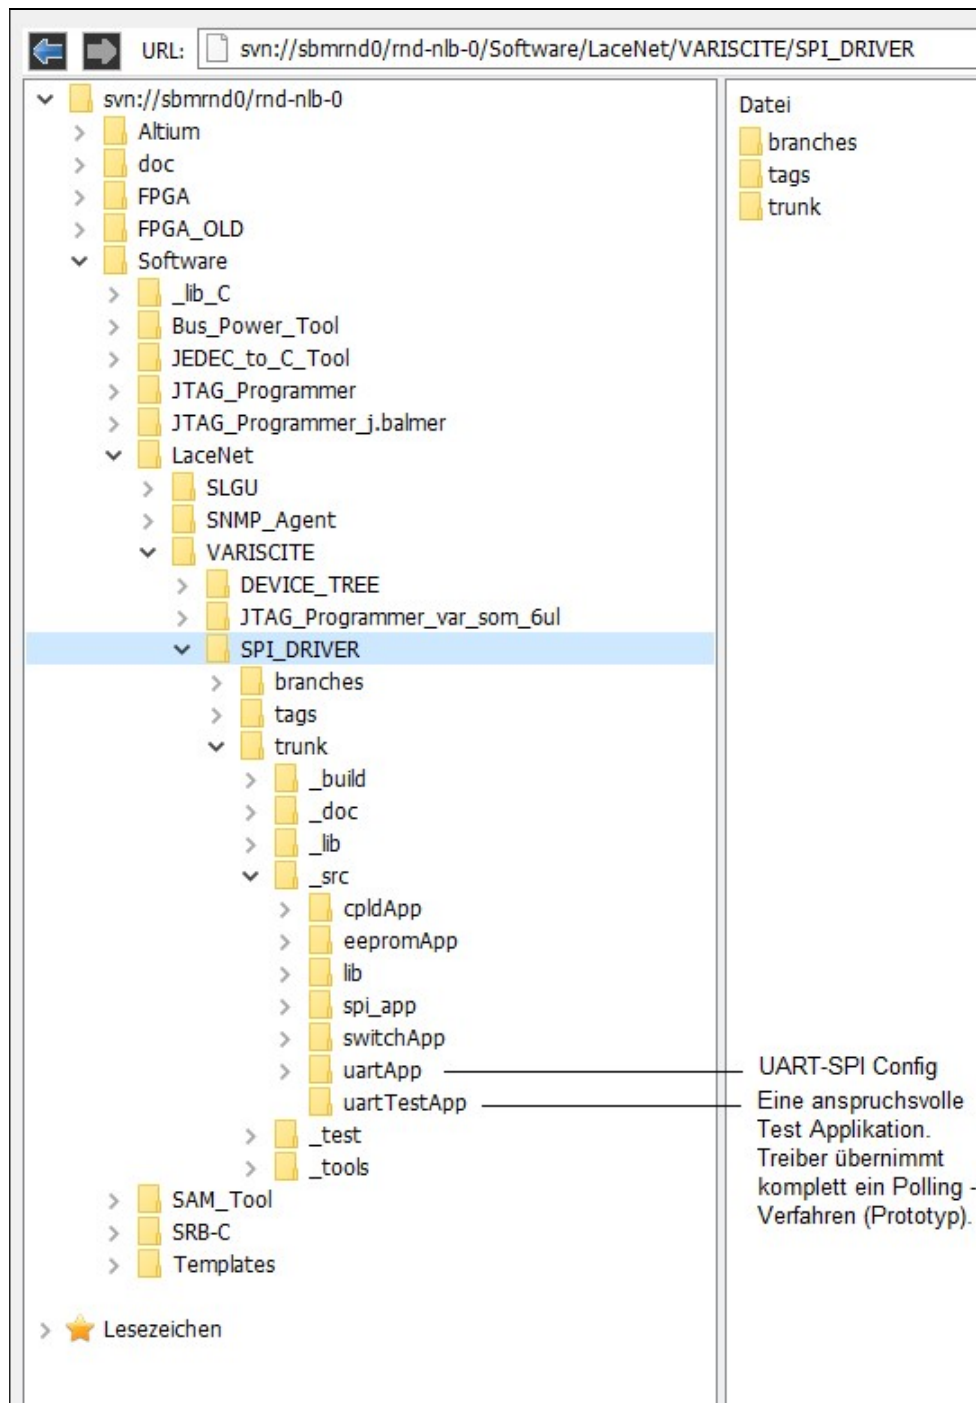 URL: svn://sbmrnd0/rnd-nlb-0/Software/LaceNet/VARISCITE/SPI_DRIVER
svn://sbmrnd0/rnd-nlb-0
Altium
doc
FPGA
FPGA_OLD
Software
_lib_C
Bus_Power_Tool
JEDEC_to_C_Tool
JTAG_Programmer
JTAG_Programmer_j.balmer
LaceNet
SLGU
SNMP_Agent
VARISCITE
DEVICE_TREE
JTAG_Programmer_var_som_6ul
SPI_DRIVER
branches
tags
trunk
_build
_doc
_lib
_src
cpldApp
eepromApp
lib
spi_app
switchApp
uartApp
uartTestApp
_test
_tools
SAM_Tool
SRB-C
Templates
Lesezeichen
Datei
branches
tags
trunk
UART-SPI Config
Eine anspruchsvolle
Test Applikation.
Treiber übernimmt
komplett ein Polling -
Verfahren (Prototyp).